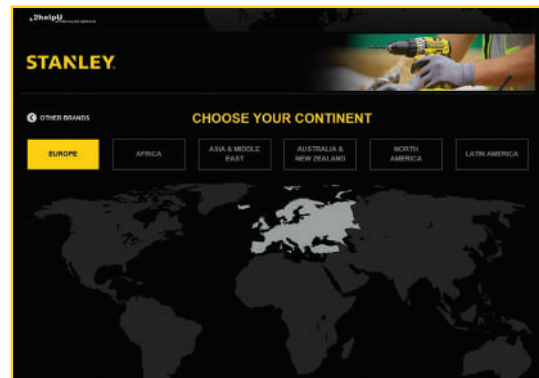 2helpU
STANLEY
OTHER BRANDS
CHOOSE YOUR CONTINENT
EUROPE
AFRICA
ASIA & MIDDLE
EAST
AUSTRALIA &
NEW ZEALAND
NORTH
AMERICA
LATIN AMERICA